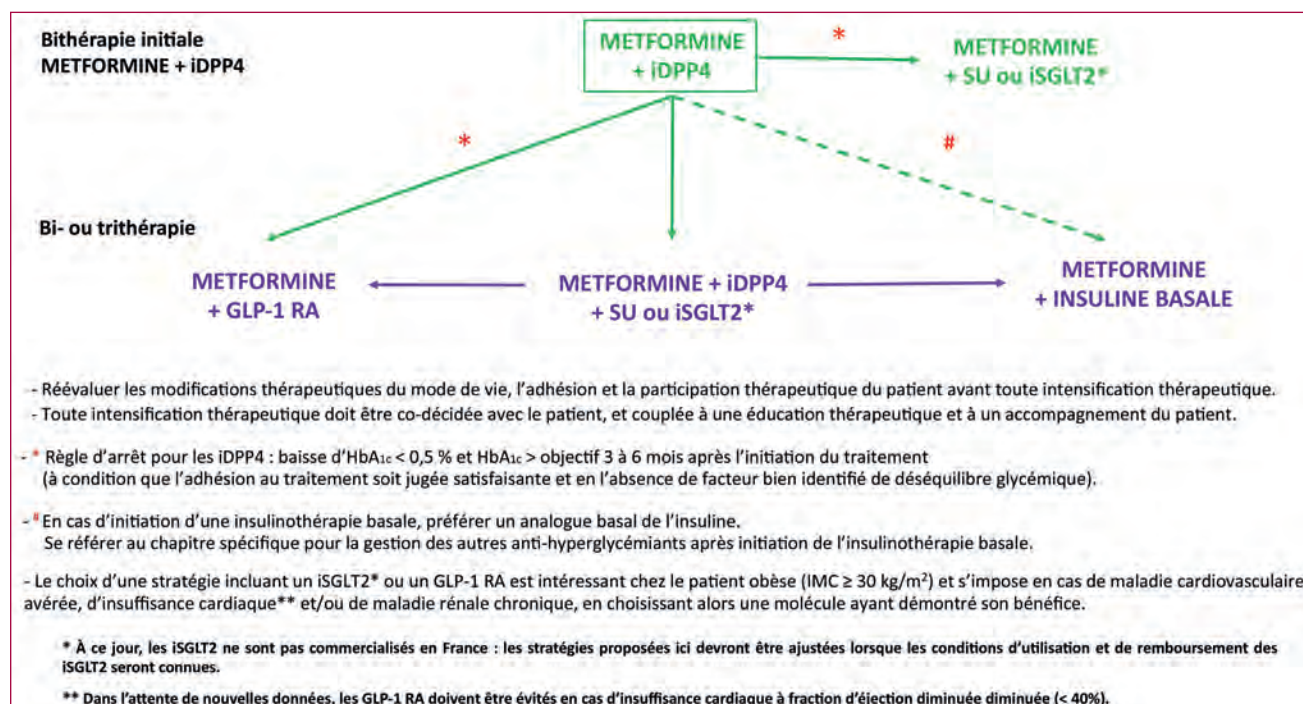 Bithérapie initiale
METFORMINE + iDPP4
METFORMINE
+ iDPP4
*
METFORMINE
+ SU ou iSGLT2*
*
#
Bi- ou trithérapie
METFORMINE
+ GLP-1 RA
METFORMINE + iDPP4
+ SU ou iSGLT2*
METFORMINE
+ INSULINE BASALE
- Réévaluer les modifications thérapeutiques du mode de vie, l'adhésion et la participation thérapeutique du patient avant toute intensification thérapeutique.
- Toute intensification thérapeutique doit être co-décidée avec le patient, et couplée à une éducation thérapeutique et à un accompagnement du patient.
- * Règle d'arrêt pour les iDPP4 : baisse d'HbA1c < 0,5 % et HbA1c > objectif 3 à 6 mois après l'initiation du traitement
(à condition que l'adhésion au traitement soit jugée satisfaisante et en l'absence de facteur bien identifié de déséquilibre glycémique).
- # En cas d'initiation d'une insulinothérapie basale, préférer un analogue basal de l'insuline.
Se référer au chapitre spécifique pour la gestion des autres anti-hyperglycémiants après initiation de l'insulinothérapie basale.
- Le choix d'une stratégie incluant un iSGLT2* ou un GLP-1 RA est intéressant chez le patient obèse (IMC ≥ 30 kg/m²) et s'impose en cas de maladie cardiovasculaire
avérée, d'insuffisance cardiaque** et/ou de maladie rénale chronique, en choisissant alors une molécule ayant démontré son bénéfice.
* À ce jour, les iSGLT2 ne sont pas commercialisés en France : les stratégies proposées ici devront être ajustées lorsque les conditions d'utilisation et de remboursement des
iSGLT2 seront connues.
** Dans l'attente de nouvelles données, les GLP-1 RA doivent être évités en cas d'insuffisance cardiaque à fraction d'éjection diminuée diminuée (< 40%).